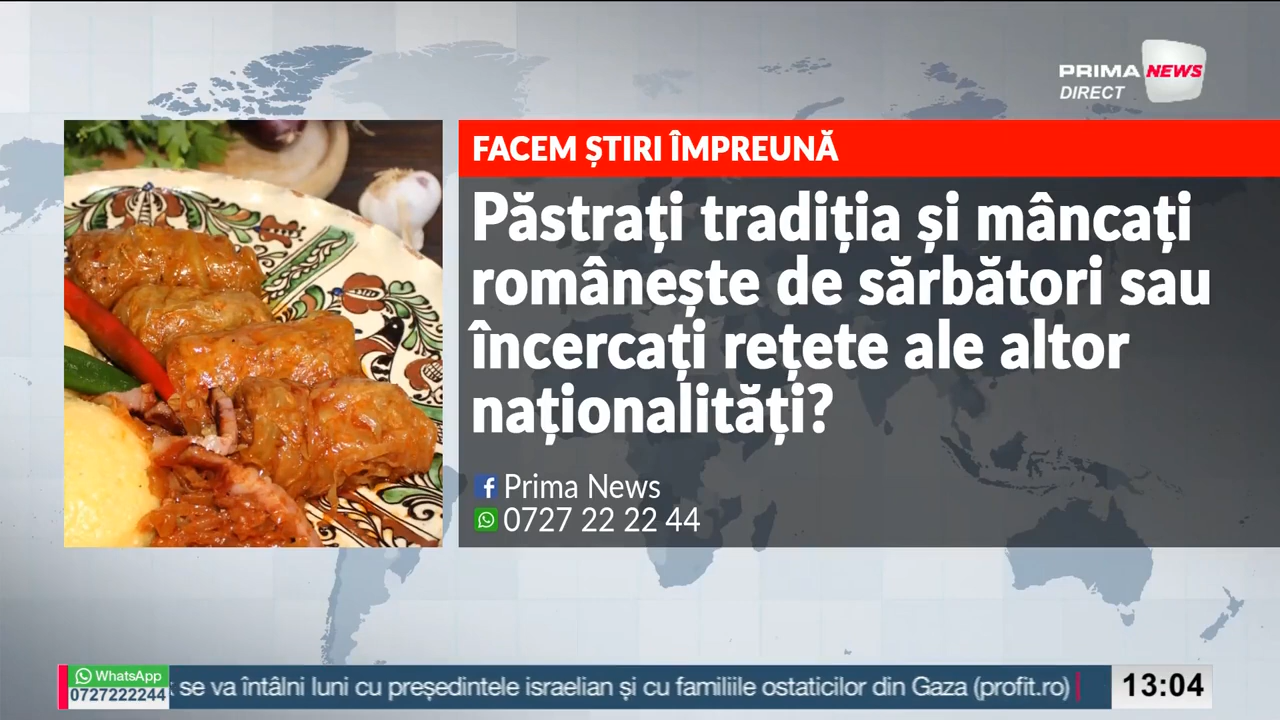 PRIMA NEWS
DIRECT
FACEM ȘTIRI ÎMPREUNĂ
Păstrați tradiția și mâncați
românește de sărbători sau
încercați rețete ale altor
naționalități?
Prima News
0727 22 22 44
WhatsApp
0727222244
se va întâlni luni cu președintele israelian și cu familiile ostaticilor din Gaza (profit.ro)
13:04